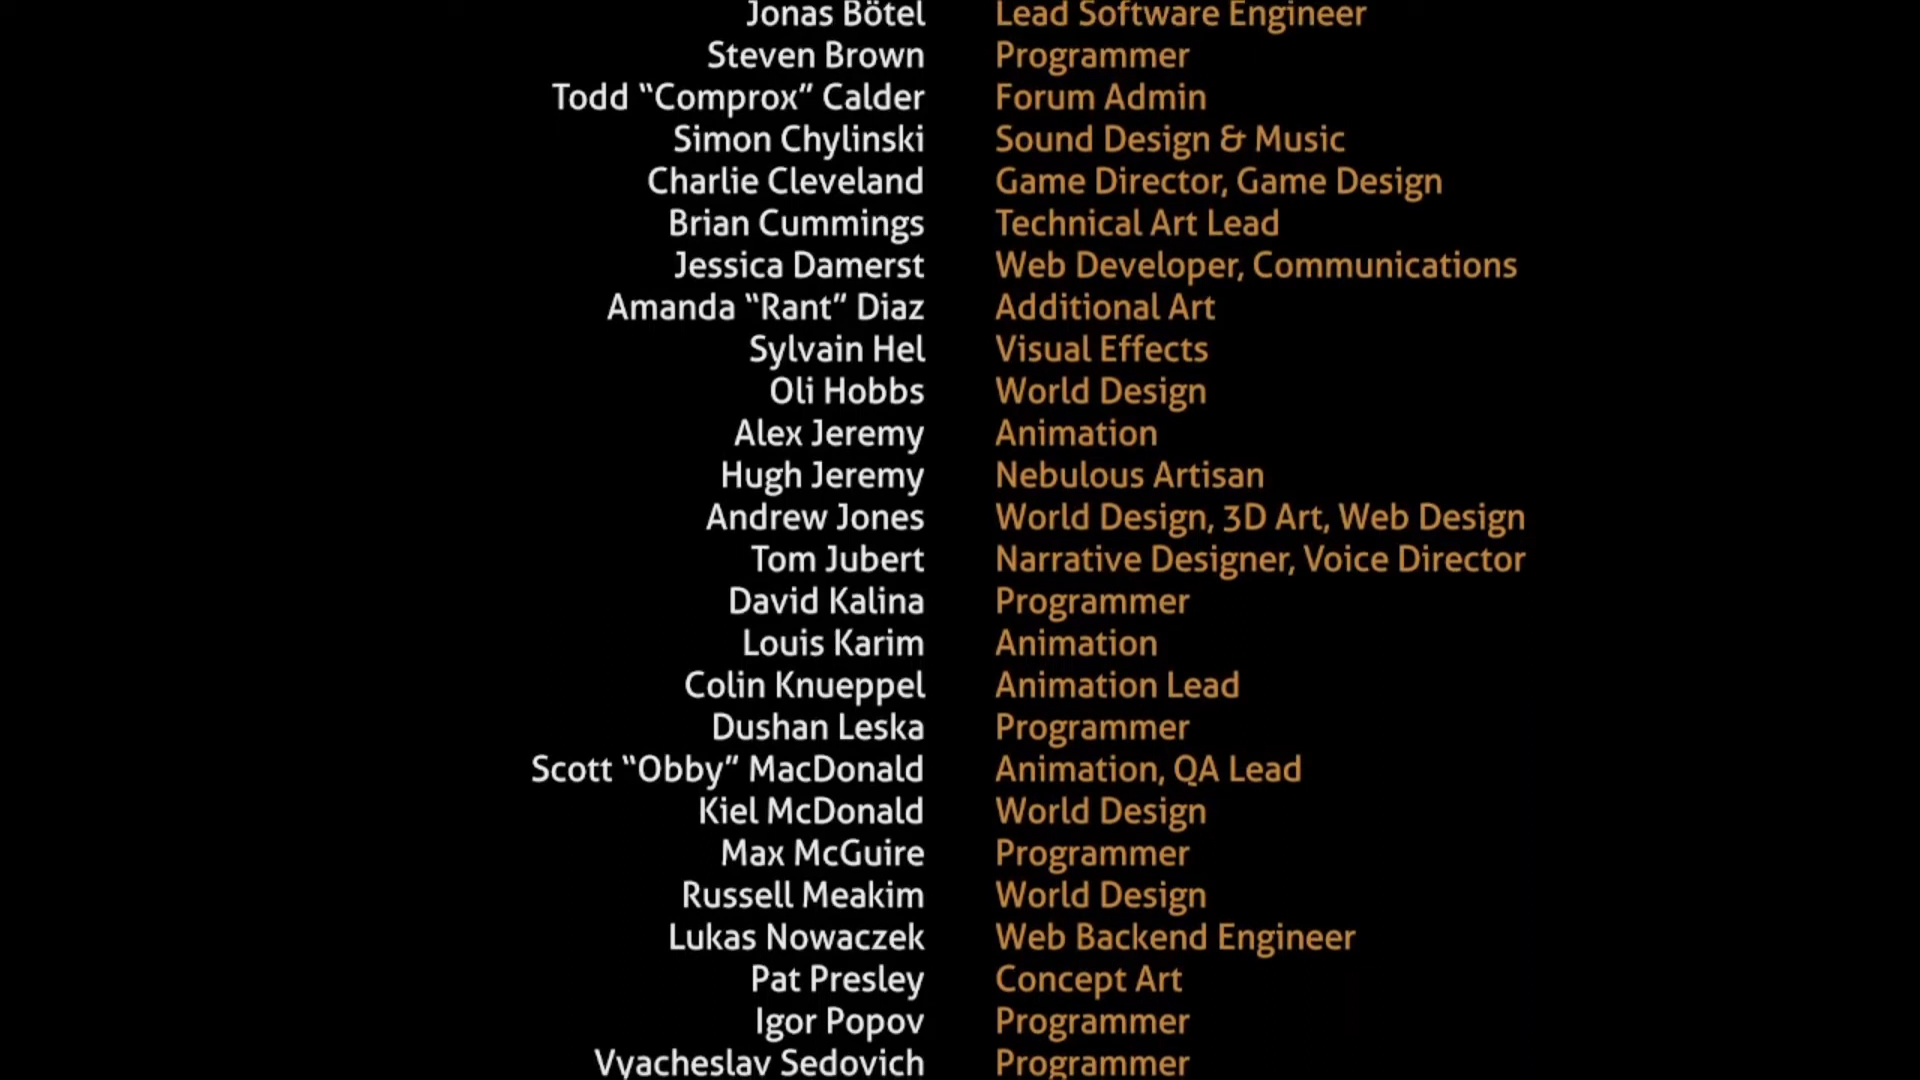 Jonas Bötel Lead Software Engineer
Steven Brown Programmer
Todd “Comprox” Calder Forum Admin
Simon Chylinski Sound Design & Music
Charlie Cleveland Game Director, Game Design
Brian Cummings Technical Art Lead
Jessica Damerst Web Developer, Communications
Amanda “Rant” Diaz Additional Art
Sylvain Hel Visual Effects
Oli Hobbs World Design
Alex Jeremy Animation
Hugh Jeremy Nebulous Artisan
Andrew Jones World Design, 3D Art, Web Design
Tom Jubert Narrative Designer, Voice Director
David Kalina Programmer
Louis Karim Animation
Colin Knueppel Animation Lead
Dushan Leska Programmer
Scott “Obby” MacDonald Animation, QA Lead
Kiel McDonald World Design
Max McGuire Programmer
Russell Meakim World Design
Lukas Nowaczek Web Backend Engineer
Pat Presley Concept Art
Igor Popov Programmer
Vyacheslav Sedovich Programmer